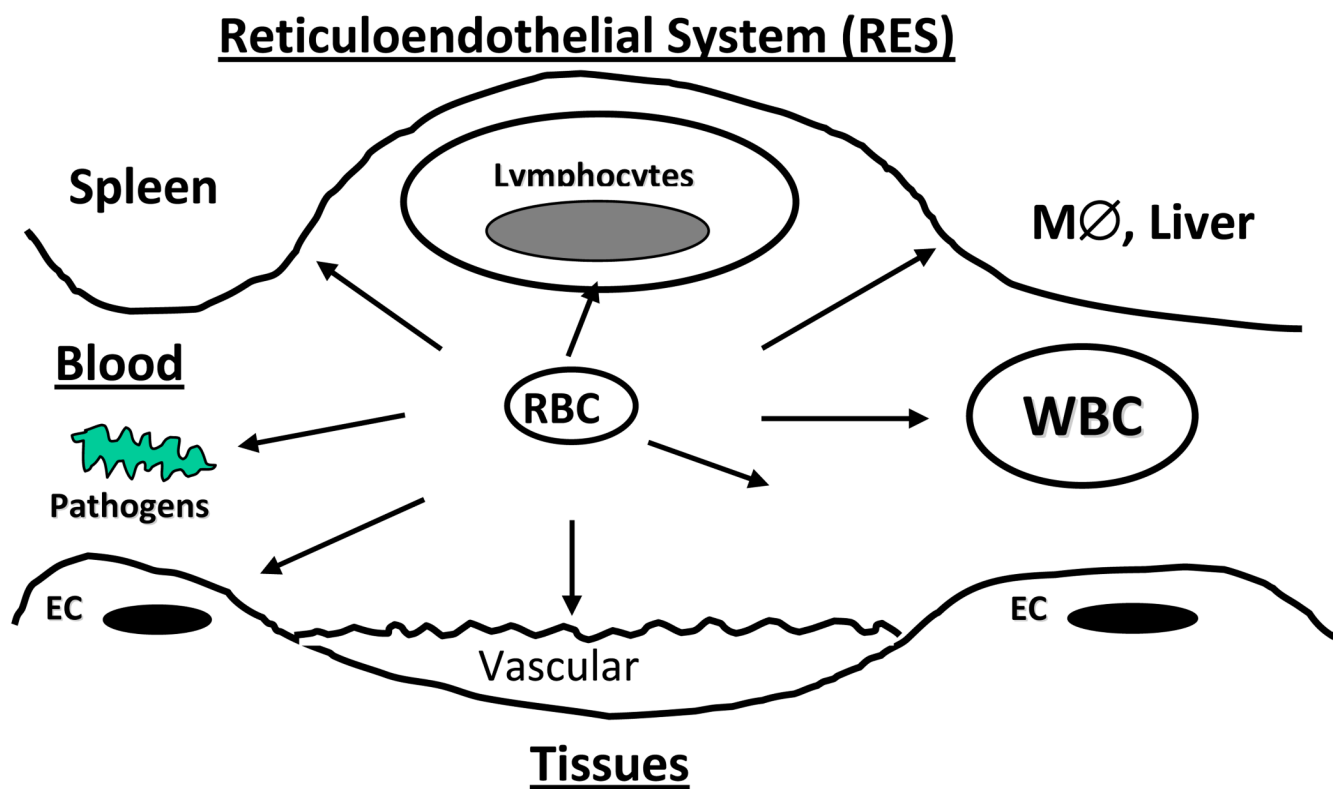 Reticuloendothelial System (RES)
Lymphocytes
Spleen
MØ, Liver
Blood
RBC
WBC
Pathogens
EC
EC
Vascular
Tissues